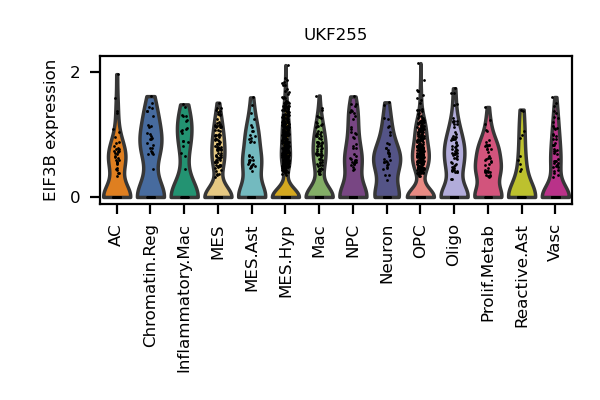 UKF255
EIF3B expression
2
0
AC
Chromatin.Reg
Inflammatory.Mac
MES
MES.Ast
MES.Hyp
Mac
NPC
Neuron
OPC
Oligo
Prolif.Metab
Reactive.Ast
Vasc